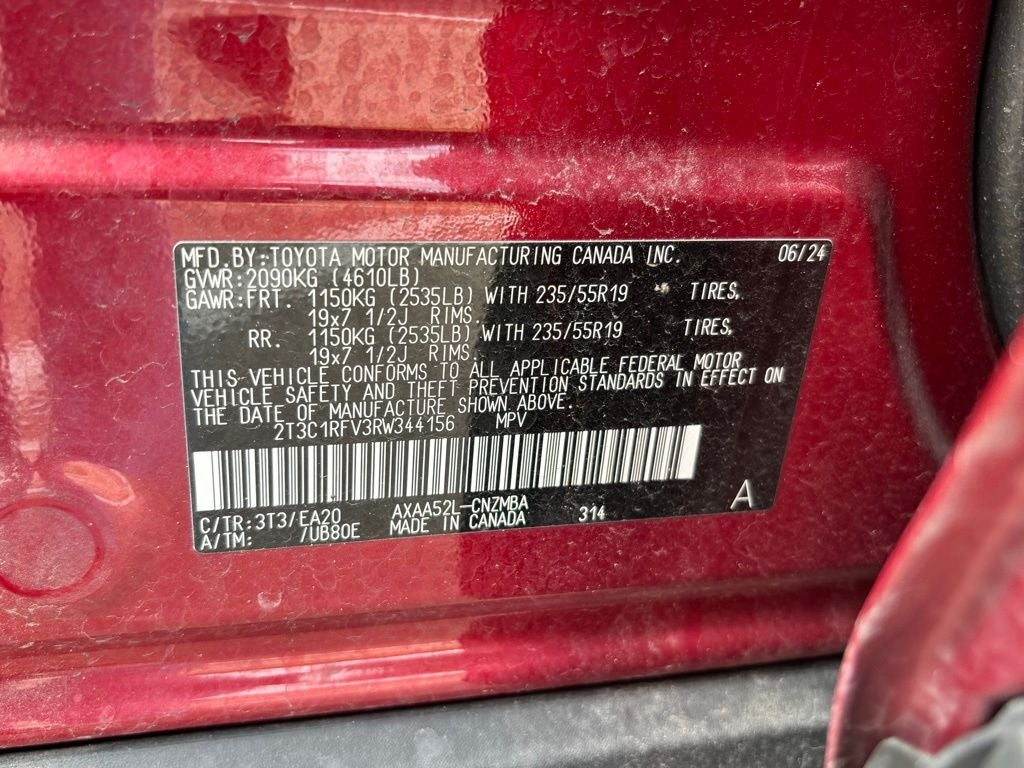 MFD. BY: TOYOTA MOTOR MANUFACTURING CANADA INC. 06/24
GVWR: 2090KG (4610LB)
GAWR: FRT. 1150KG (2535LB) WITH 235/55R19 TIRES,
19x7 1/2J RIMS.
RR. 1150KG (2535LB) WITH 235/55R19 TIRES,
19x7 1/2J RIMS.
THIS VEHICLE CONFORMS TO ALL APPLICABLE FEDERAL MOTOR
VEHICLE SAFETY AND THEFT PREVENTION STANDARDS IN EFFECT ON
THE DATE OF MANUFACTURE SHOWN ABOVE.
2T3C1RFV3RW344156 MPV
C/TR: 3T3/EA20 AXAA52L-CNZMBA 314 A
A/TM: /UB80E MADE IN CANADA